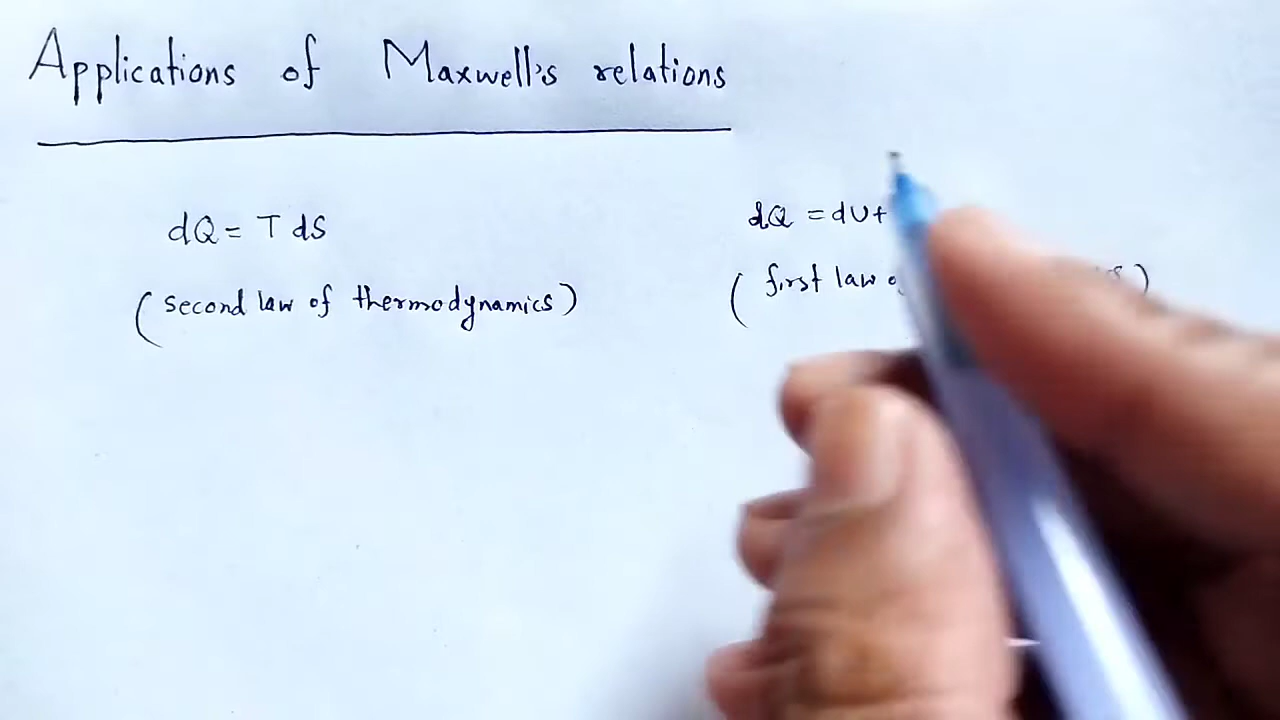 Applications of Maxwell's relations
dQ = T dS
(second law of thermodynamics)
dQ = dU+
(first law